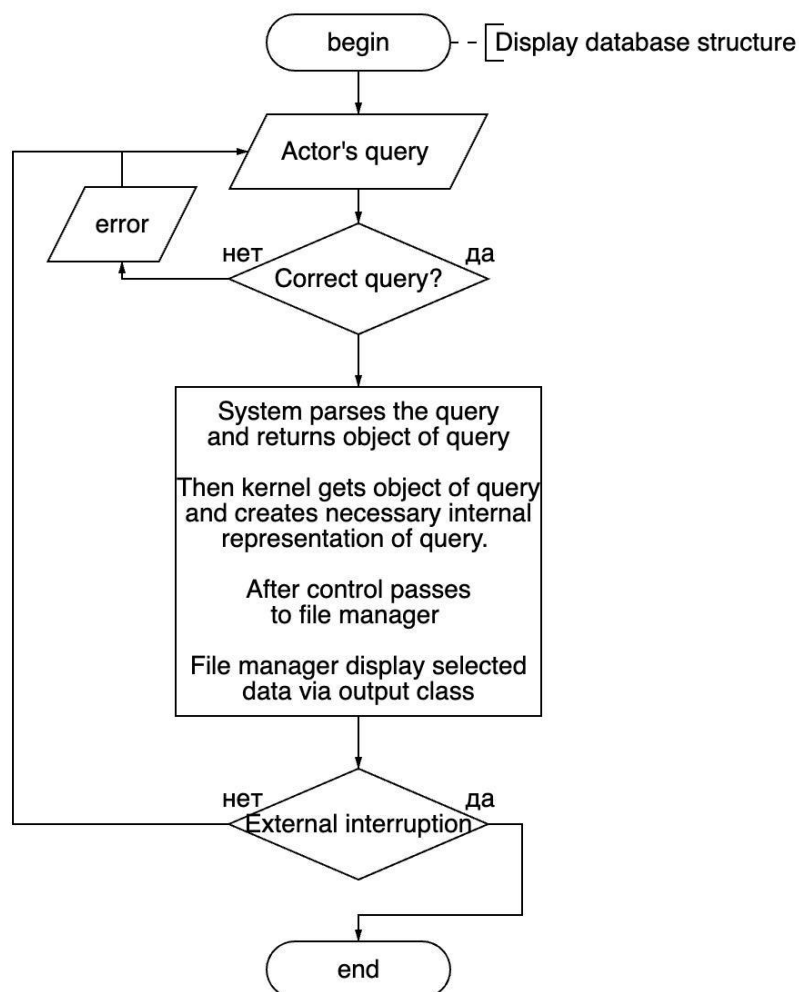 begin
Display database structure
Actor's query
error
нет
да
Correct query?
System parses the query
and returns object of query
Then kernel gets object of query
and creates necessary internal
representation of query.
After control passes
to file manager
File manager display selected
data via output class
нет
да
External interruption
end